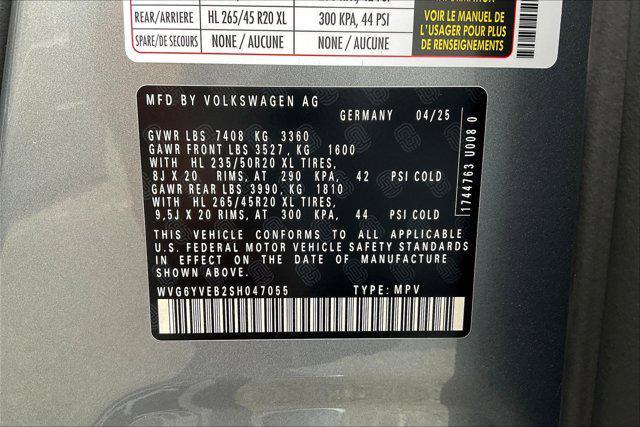 REAR/ARRIERE HL 265/45 R20 XL 300 KPA, 44 PSI
SPARE/DE SECOURS NONE / AUCUNE NONE / AUCUNE
VOIR LE MANUEL DE
L'USAGER POUR PLUS
DE RENSEIGNEMENTS
MFD BY VOLKSWAGEN AG
GERMANY 04/25
GVWR LBS 7408 KG 3360
GAWR FRONT LBS 3527, KG 1600
WITH HL 235/50R20 XL TIRES,
8J X 20 RIMS, AT 290 KPA, 42 PSI COLD
GAWR REAR LBS 3990, KG 1810
WITH HL 265/45R20 XL TIRES,
9,5J X 20 RIMS, AT 300 KPA, 44 PSI COLD
THIS VEHICLE CONFORMS TO ALL APPLICABLE
U.S. FEDERAL MOTOR VEHICLE SAFETY STANDARDS
IN EFFECT ON THE DATE OF MANUFACTURE
SHOWN ABOVE.
WVG6YVEB2SH047055 TYPE: MPV
1744763 U008 0